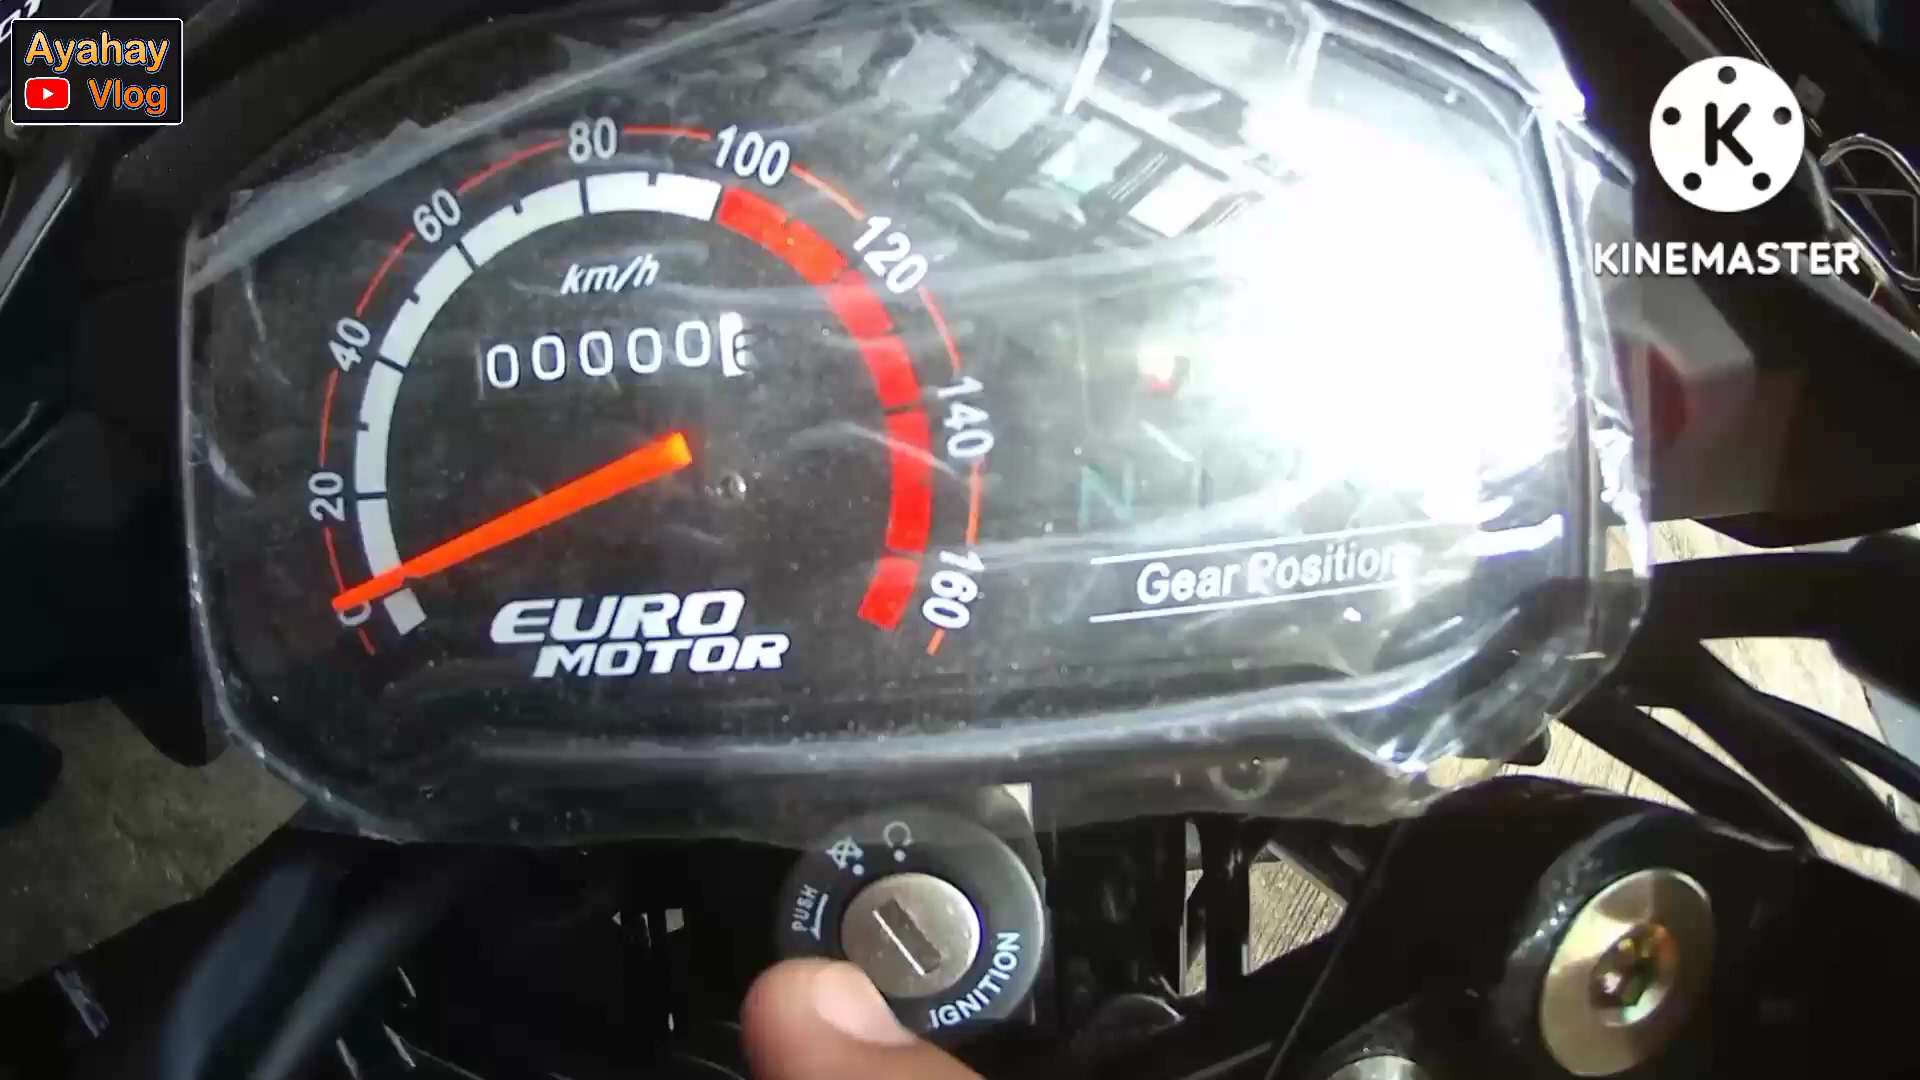 Ayahay
Vlog
K
KINEMASTER
0
20
40
60
80
100
120
140
160
km/h
00000
EURO
MOTOR
N
Gear Position
PUSH
IGNITION